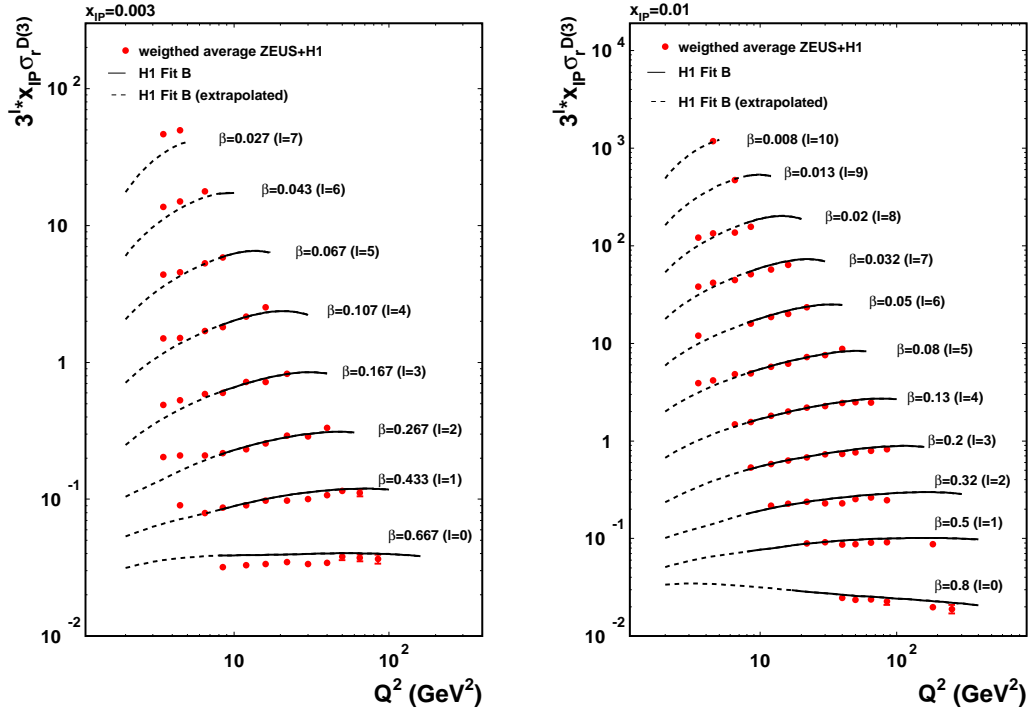 x_IP=0.003
3^l*x_IP σ_r^D(3)
weigthed average ZEUS+H1
H1 Fit B
H1 Fit B (extrapolated)
10^2
10
1
10^-1
10^-2
β=0.027 (l=7)
β=0.043 (l=6)
β=0.067 (l=5)
β=0.107 (l=4)
β=0.167 (l=3)
β=0.267 (l=2)
β=0.433 (l=1)
β=0.667 (l=0)
10
10^2
Q^2 (GeV^2)
x_IP=0.01
3^l*x_IP σ_r^D(3)
weigthed average ZEUS+H1
H1 Fit B
H1 Fit B (extrapolated)
10^4
10^3
10^2
10
1
10^-1
10^-2
β=0.008 (l=10)
β=0.013 (l=9)
β=0.02 (l=8)
β=0.032 (l=7)
β=0.05 (l=6)
β=0.08 (l=5)
β=0.13 (l=4)
β=0.2 (l=3)
β=0.32 (l=2)
β=0.5 (l=1)
β=0.8 (l=0)
10
10^2
Q^2 (GeV^2)